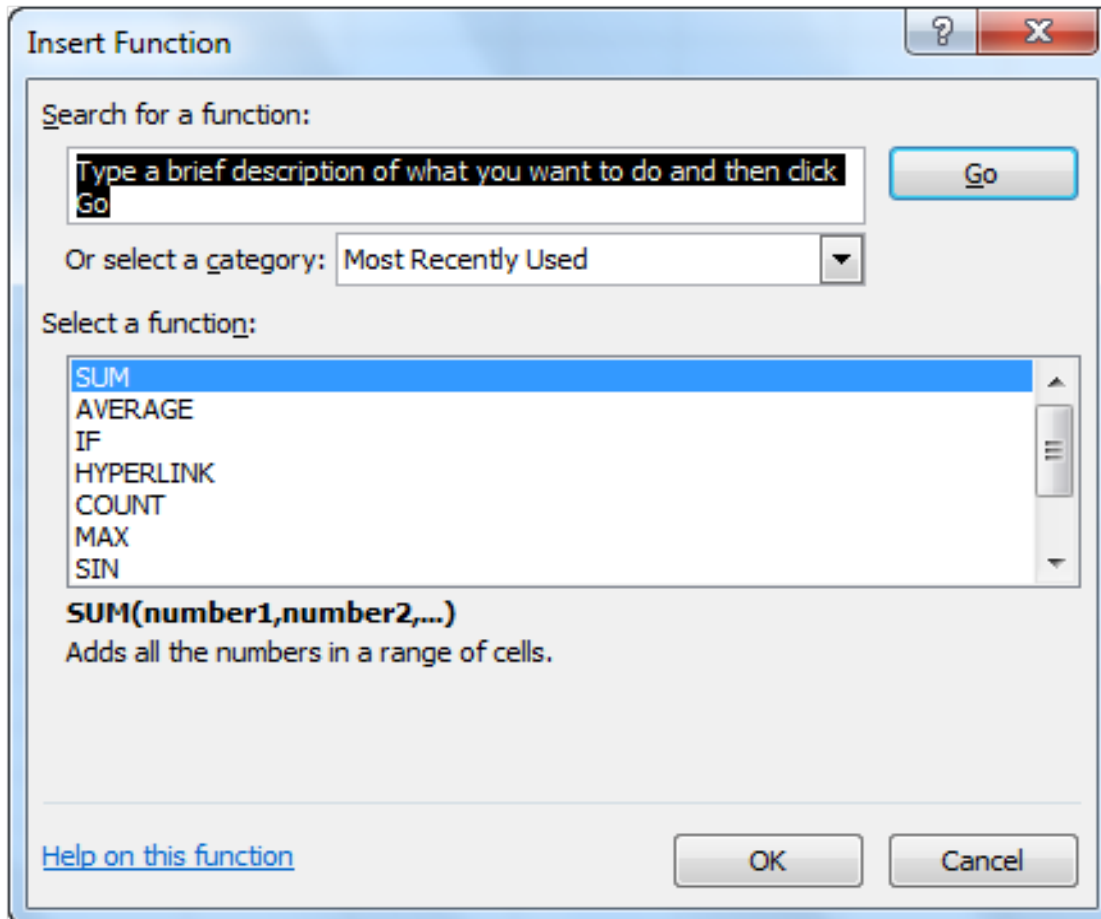 Insert Function
Search for a function:
Type a brief description of what you want to do and then click
Go
Go
Or select a category: Most Recently Used
Select a function:
SUM
AVERAGE
IF
HYPERLINK
COUNT
MAX
SIN
SUM(number1,number2,...)
Adds all the numbers in a range of cells.
Help on this function
OK
Cancel